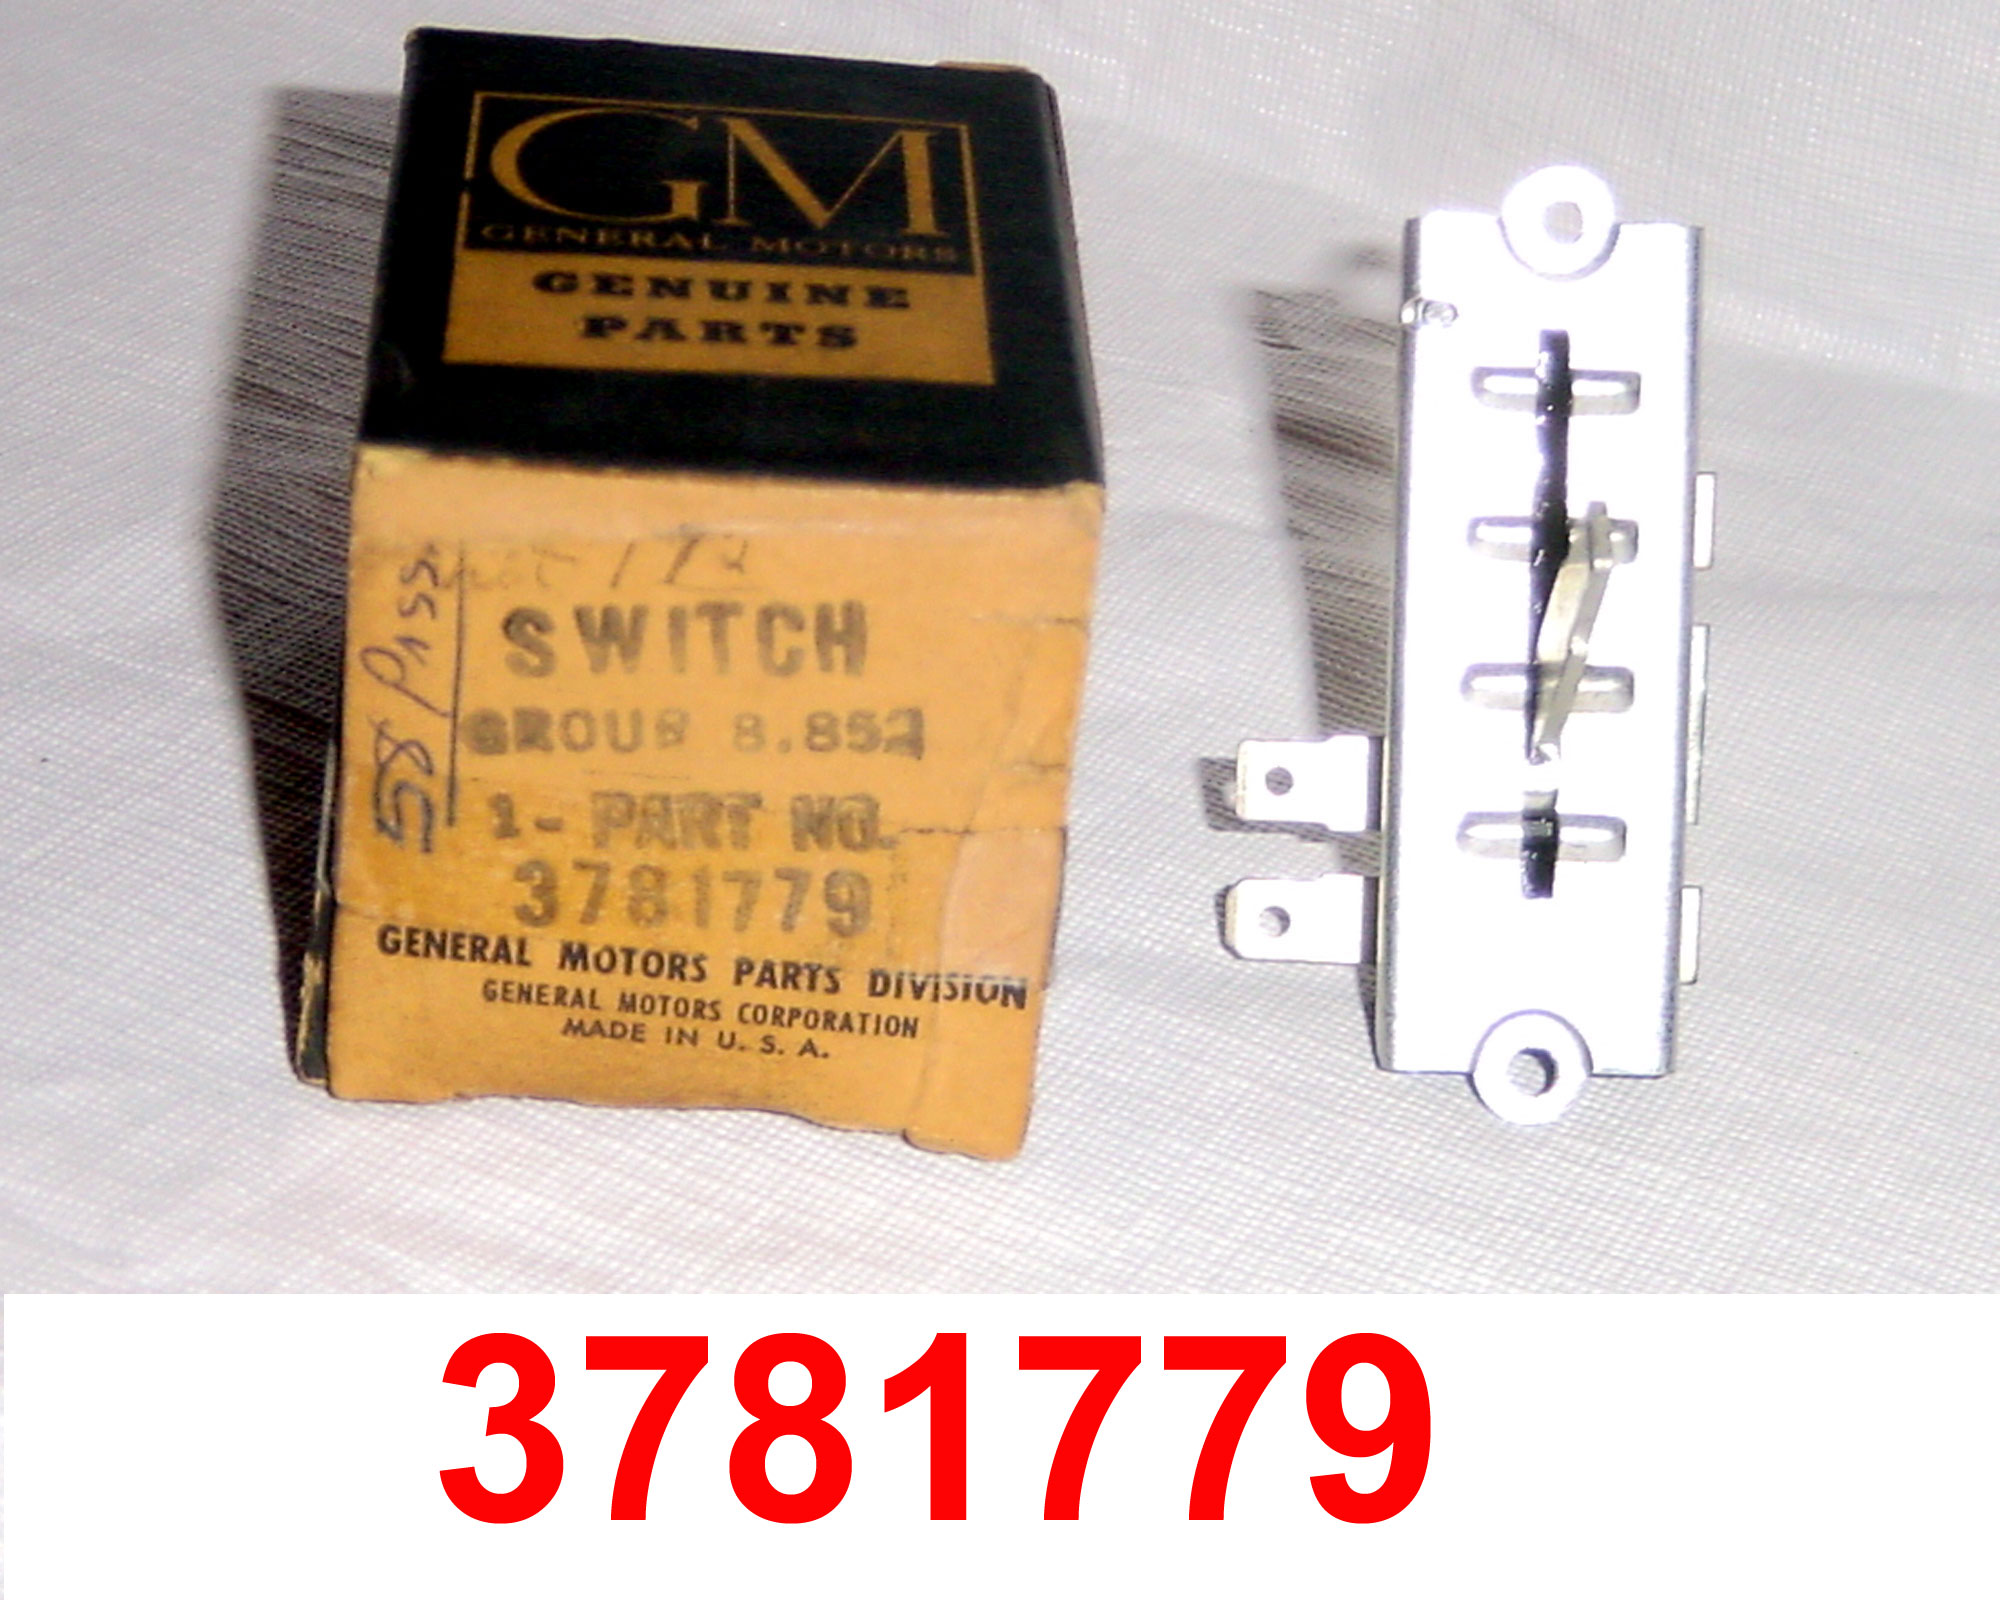 GM
GENERAL MOTORS
GENUINE
PARTS
58 Pass
172
SWITCH
GROUP 8.852
1- PART NO.
3781779
GENERAL MOTORS PARTS DIVISION
GENERAL MOTORS CORPORATION
MADE IN U. S. A.
3781779